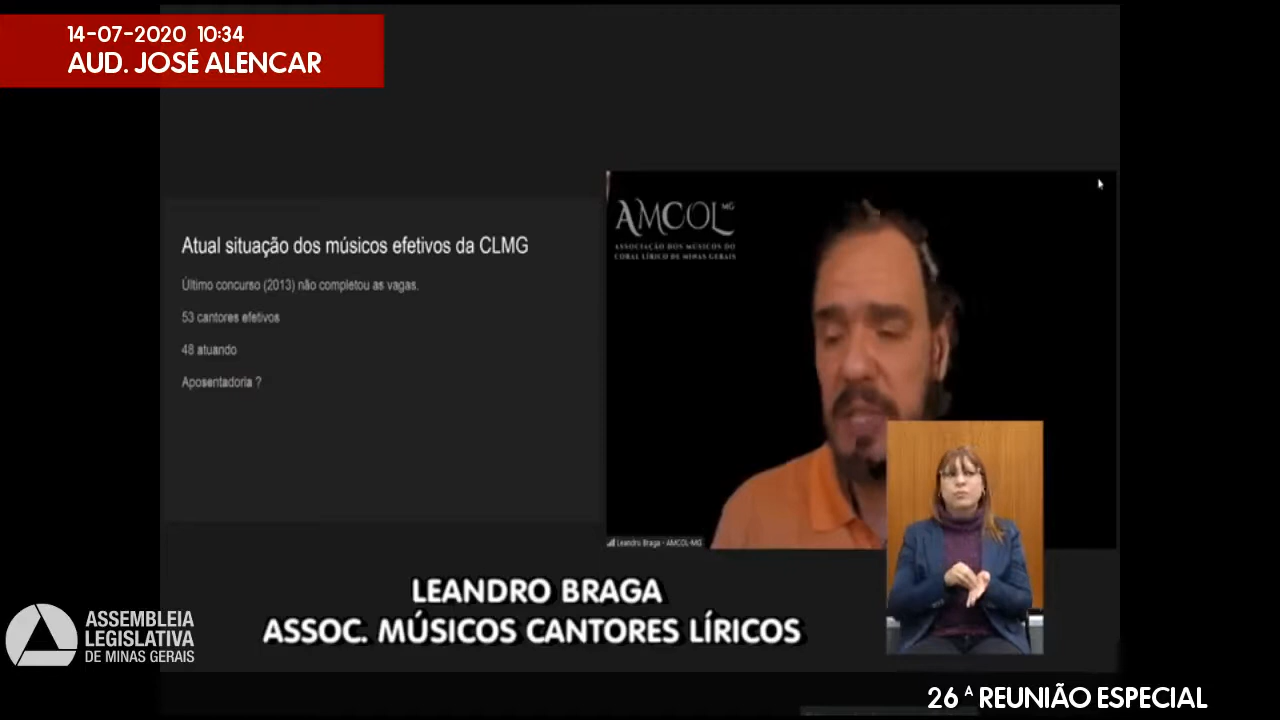 14-07-2020 10:34
AUD. JOSÉ ALENCAR
Atual situação dos músicos efetivos da CLMG
Último concurso (2013) não completou as vagas.
53 cantores efetivos
48 atuando
Aposentadoria ?
AMCOL MG
ASSOCIAÇÃO DOS MÚSICOS DO
CORAL LÍRICO DE MINAS GERAIS
Leandro Braga - AMCOL-MG
LEANDRO BRAGA
ASSOC. MÚSICOS CANTORES LÍRICOS
ASSEMBLEIA
LEGISLATIVA
DE MINAS GERAIS
26ª REUNIÃO ESPECIAL